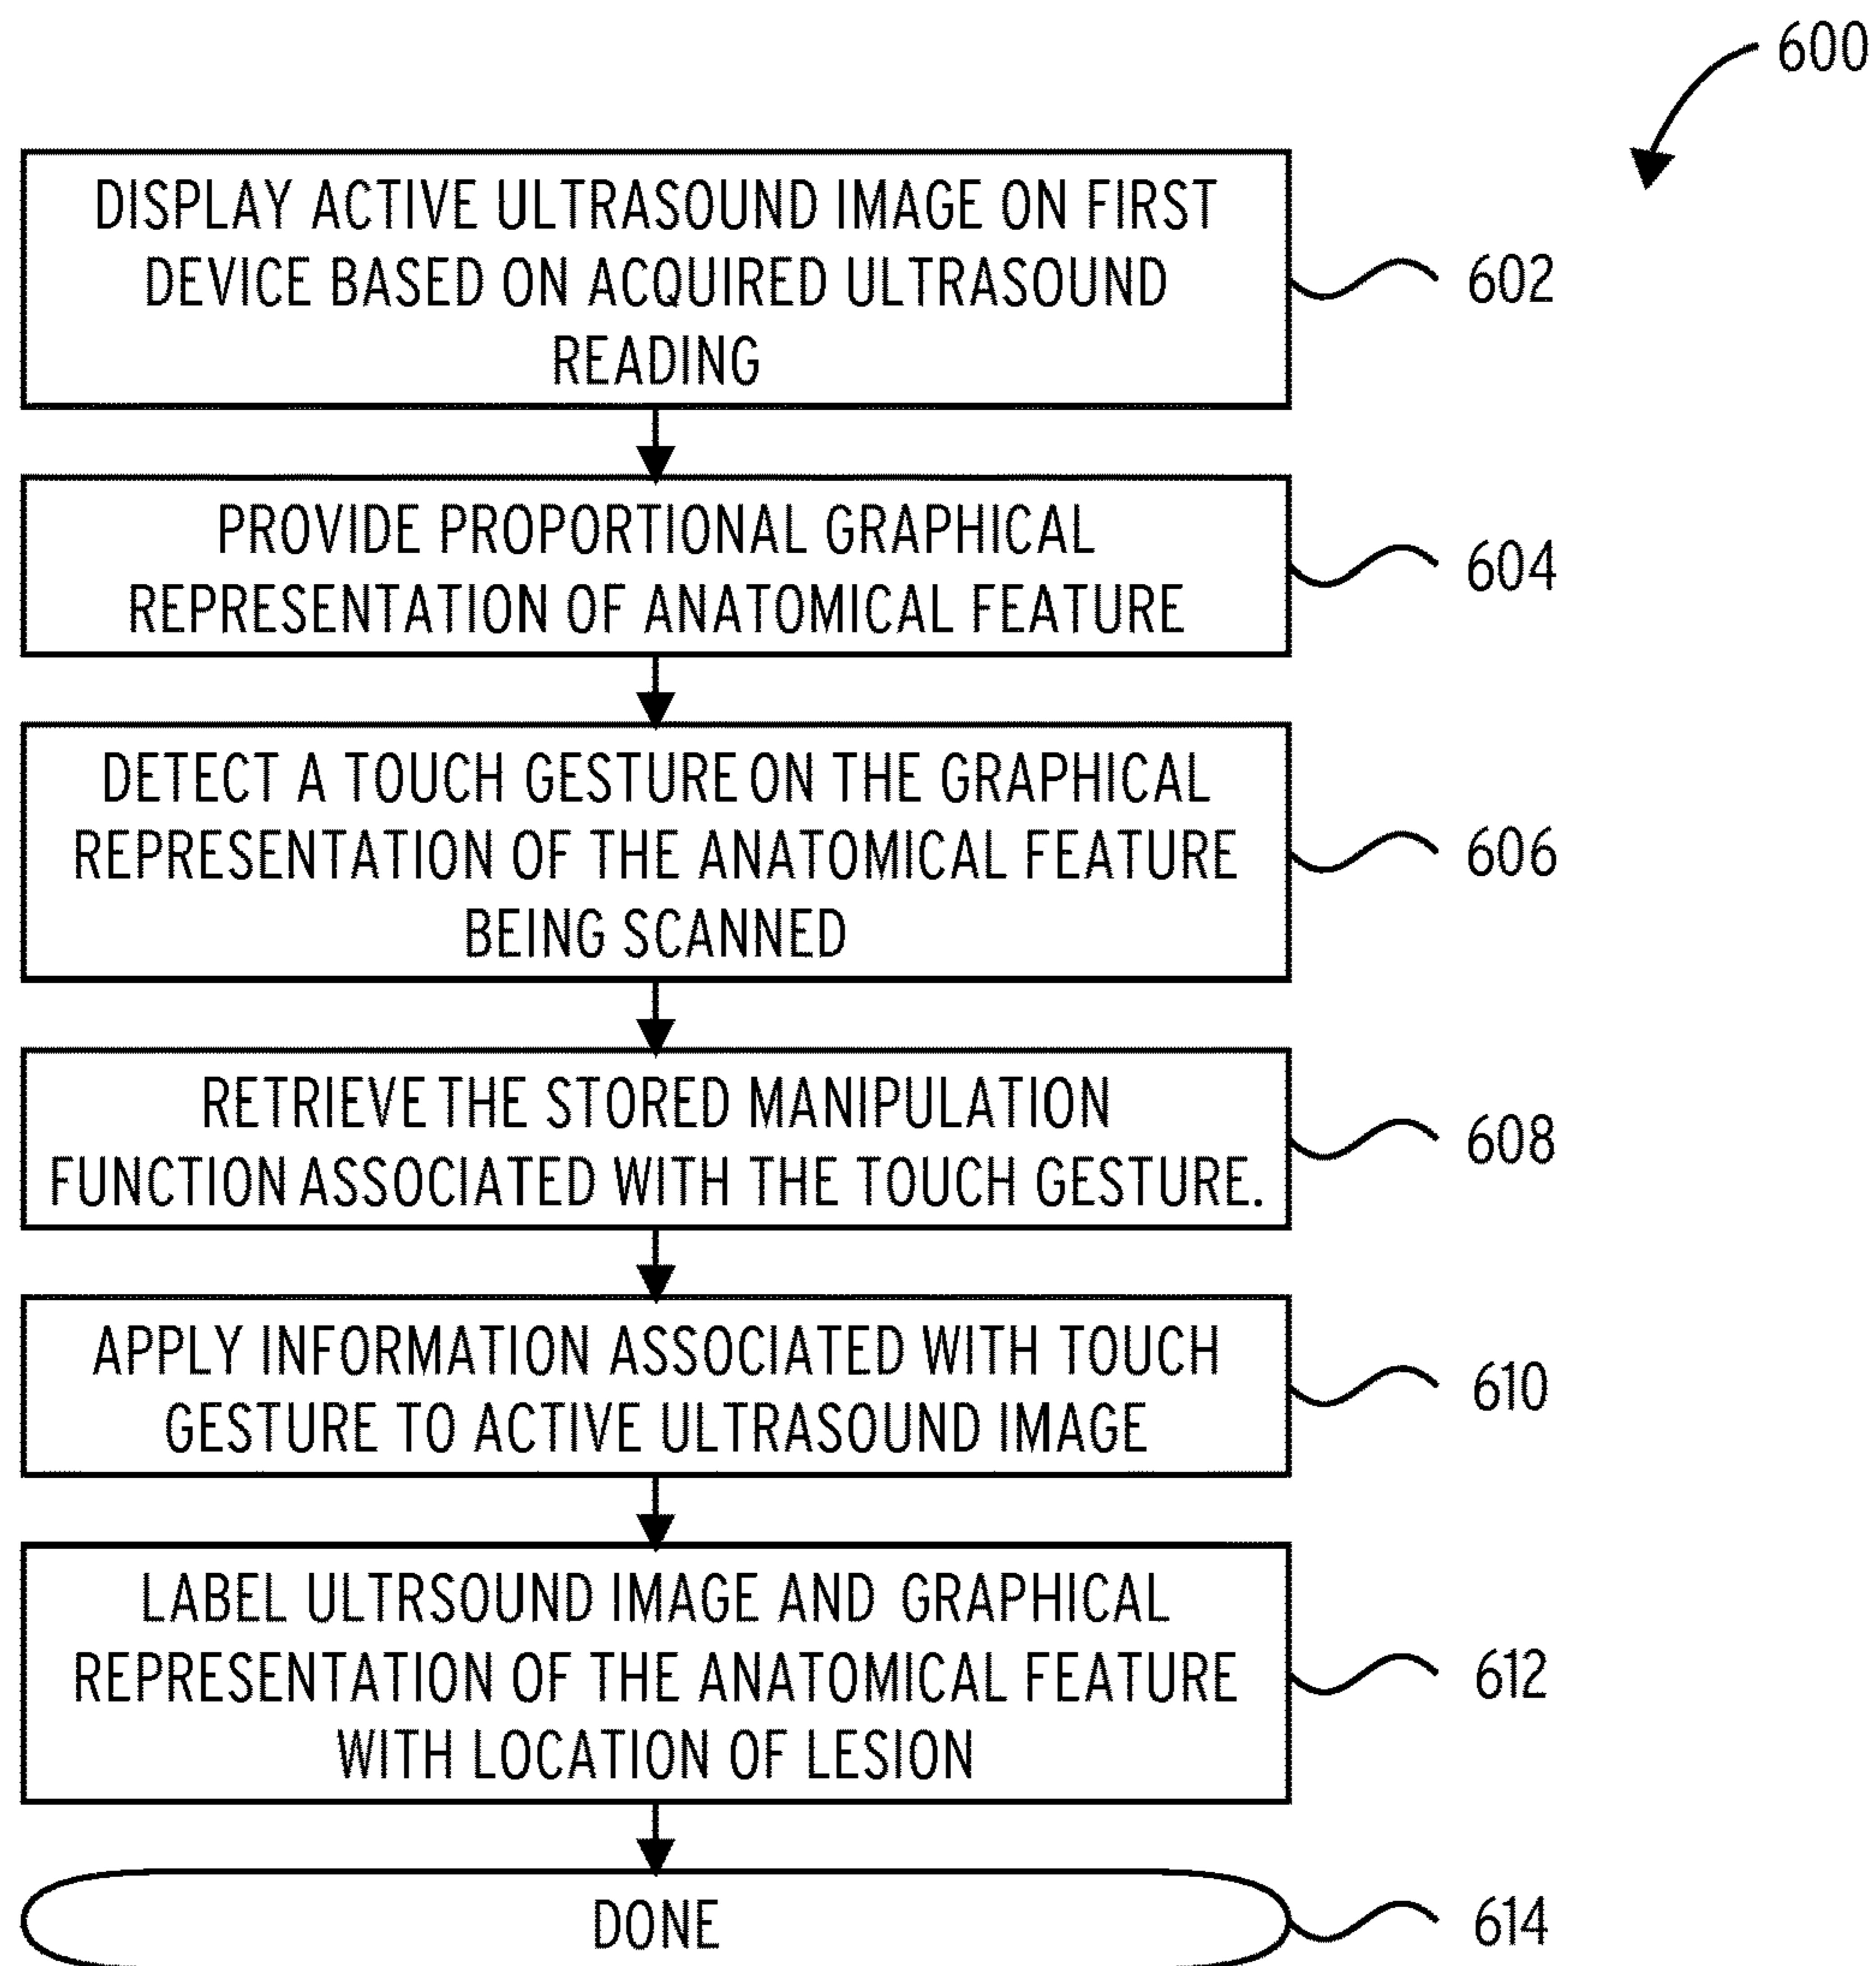 600
DISPLAY ACTIVE ULTRASOUND IMAGE ON FIRST
DEVICE BASED ON ACQUIRED ULTRASOUND
READING
602
PROVIDE PROPORTIONAL GRAPHICAL
REPRESENTATION OF ANATOMICAL FEATURE
604
DETECT A TOUCH GESTURE ON THE GRAPHICAL
REPRESENTATION OF THE ANATOMICAL FEATURE
BEING SCANNED
606
RETRIEVE THE STORED MANIPULATION
FUNCTION ASSOCIATED WITH THE TOUCH GESTURE.
608
APPLY INFORMATION ASSOCIATED WITH TOUCH
GESTURE TO ACTIVE ULTRASOUND IMAGE
610
LABEL ULTRSOUND IMAGE AND GRAPHICAL
REPRESENTATION OF THE ANATOMICAL FEATURE
WITH LOCATION OF LESION
612
DONE
614